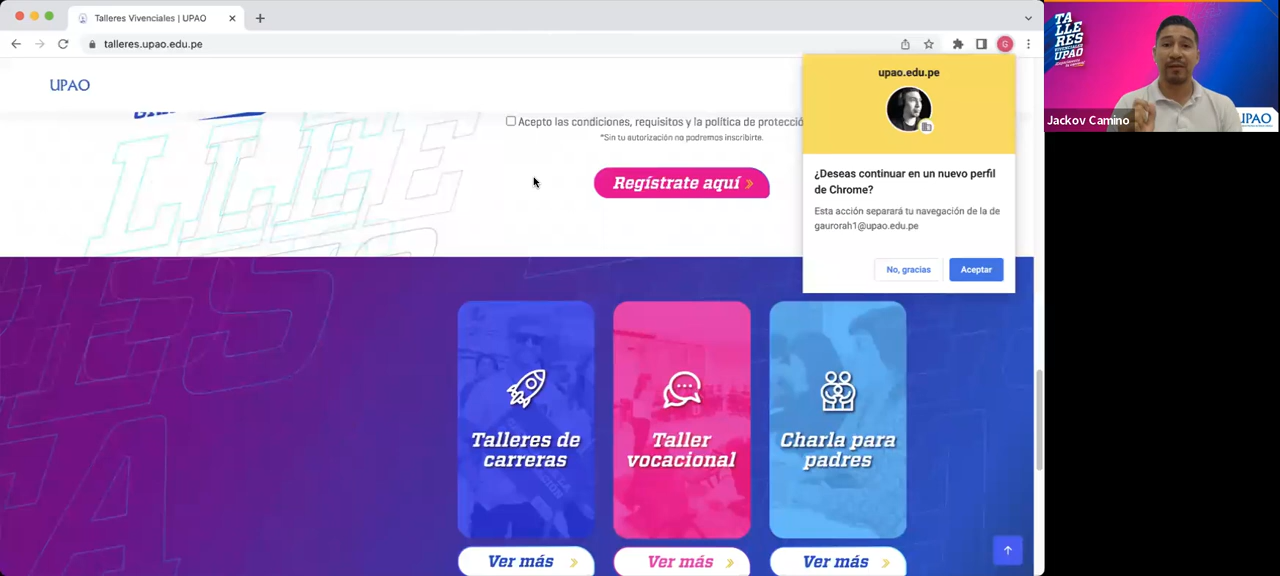 Talleres Vivenciales | UPAO
talleres.upao.edu.pe
G
UPAO
Acepto las condiciones, requisitos y la política de protecció
*Sin tu autorización no podremos inscribirte.
Regístrate aquí
upao.edu.pe
¿Deseas continuar en un nuevo perfil
de Chrome?
Esta acción separará tu navegación de la de
gaurorah1@upao.edu.pe
No, gracias
Aceptar
Talleres de
carreras
Taller
vocacional
Charla para
padres
Ver más
Ver más
Ver más
TA
LLE
RES
VIVENCIALES
UPAO
Jackov Camino
UPAO